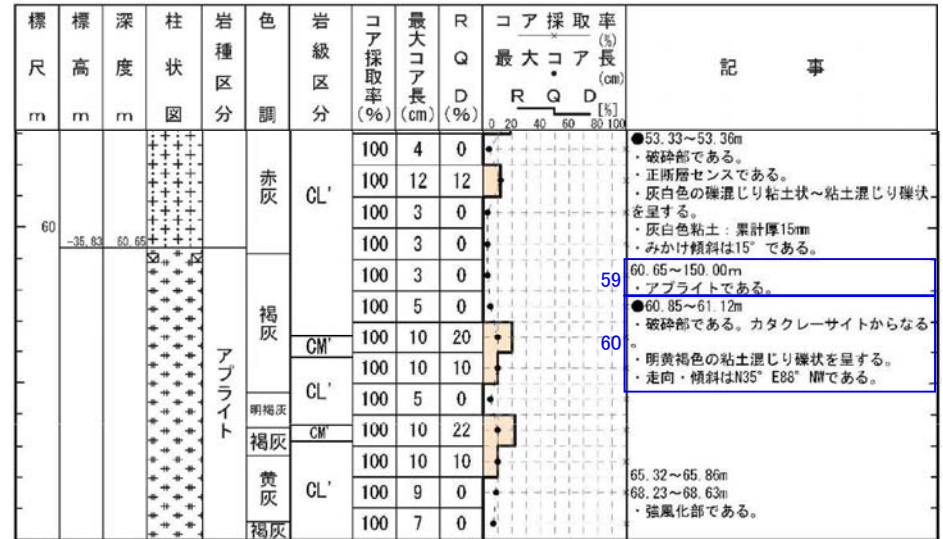 標尺m
標高m
深度m
柱状図
岩種区分
色調
岩級区分
コア採取率(%)
最大コア長(cm)
RQD(%)
コア採取率(%)
最大コア長(cm)
RQD[%]
0 20 40 60 80 100
記事
60
-35.83 60.65
アプライト
赤灰
褐灰
明褐灰
褐灰
黄灰
褐灰
CL'
CM'
CL'
CM'
CL'
100 4 0
100 12 12
100 3 0
100 3 0
100 3 0
100 5 0
100 10 20
100 10 10
100 5 0
100 10 22
100 10 10
100 9 0
100 7 0
●53.33～53.36m
・破砕部である。
・正断層センスである。
・灰白色の礫混じり粘土状～粘土混じり礫状
を呈する。
・灰白色粘土：累計厚15mm
・みかけ傾斜は15°である。
59
60.65～150.00m
・アプライトである。
60
●60.85～61.12m
・破砕部である。カタクレーサイトからなる
。
・明黄褐色の粘土混じり礫状を呈する。
・走向・傾斜はN35°E88°NWである。
65.32～65.86m
68.23～68.63m
・強風化部である。